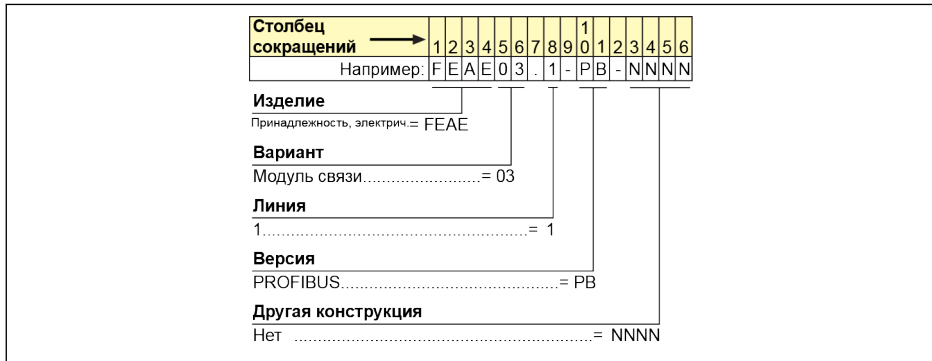 Столбец
сокращений 1 2 3 4 5 6 7 8 9 10 1 2 3 4 5 6
Например: F E A E 0 3 . 1 - P B - N N N N
Изделие
Принадлежность, электрич.= FEAE
Вариант
Модуль связи.........................= 03
Линия
1........................................................= 1
Версия
PROFIBUS..............................................= PB
Другая конструкция
Нет ...............................................................= NNNN